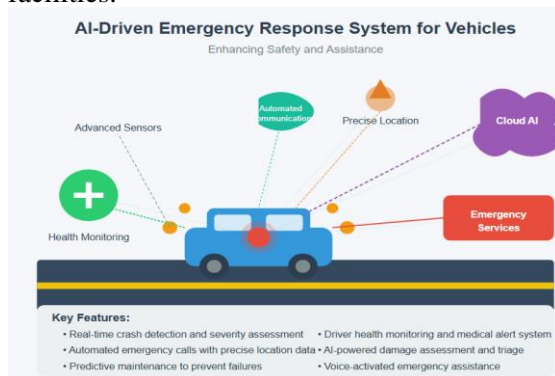 facilities.
AI-Driven Emergency Response System for Vehicles
Enhancing Safety and Assistance
Automated
Communication
Precise Location
Cloud AI
Advanced Sensors
Emergency
Services
Health Monitoring
Key Features:
• Real-time crash detection and severity assessment
• Driver health monitoring and medical alert system
• Automated emergency calls with precise location data
• AI-powered damage assessment and triage
• Predictive maintenance to prevent failures
• Voice-activated emergency assistance